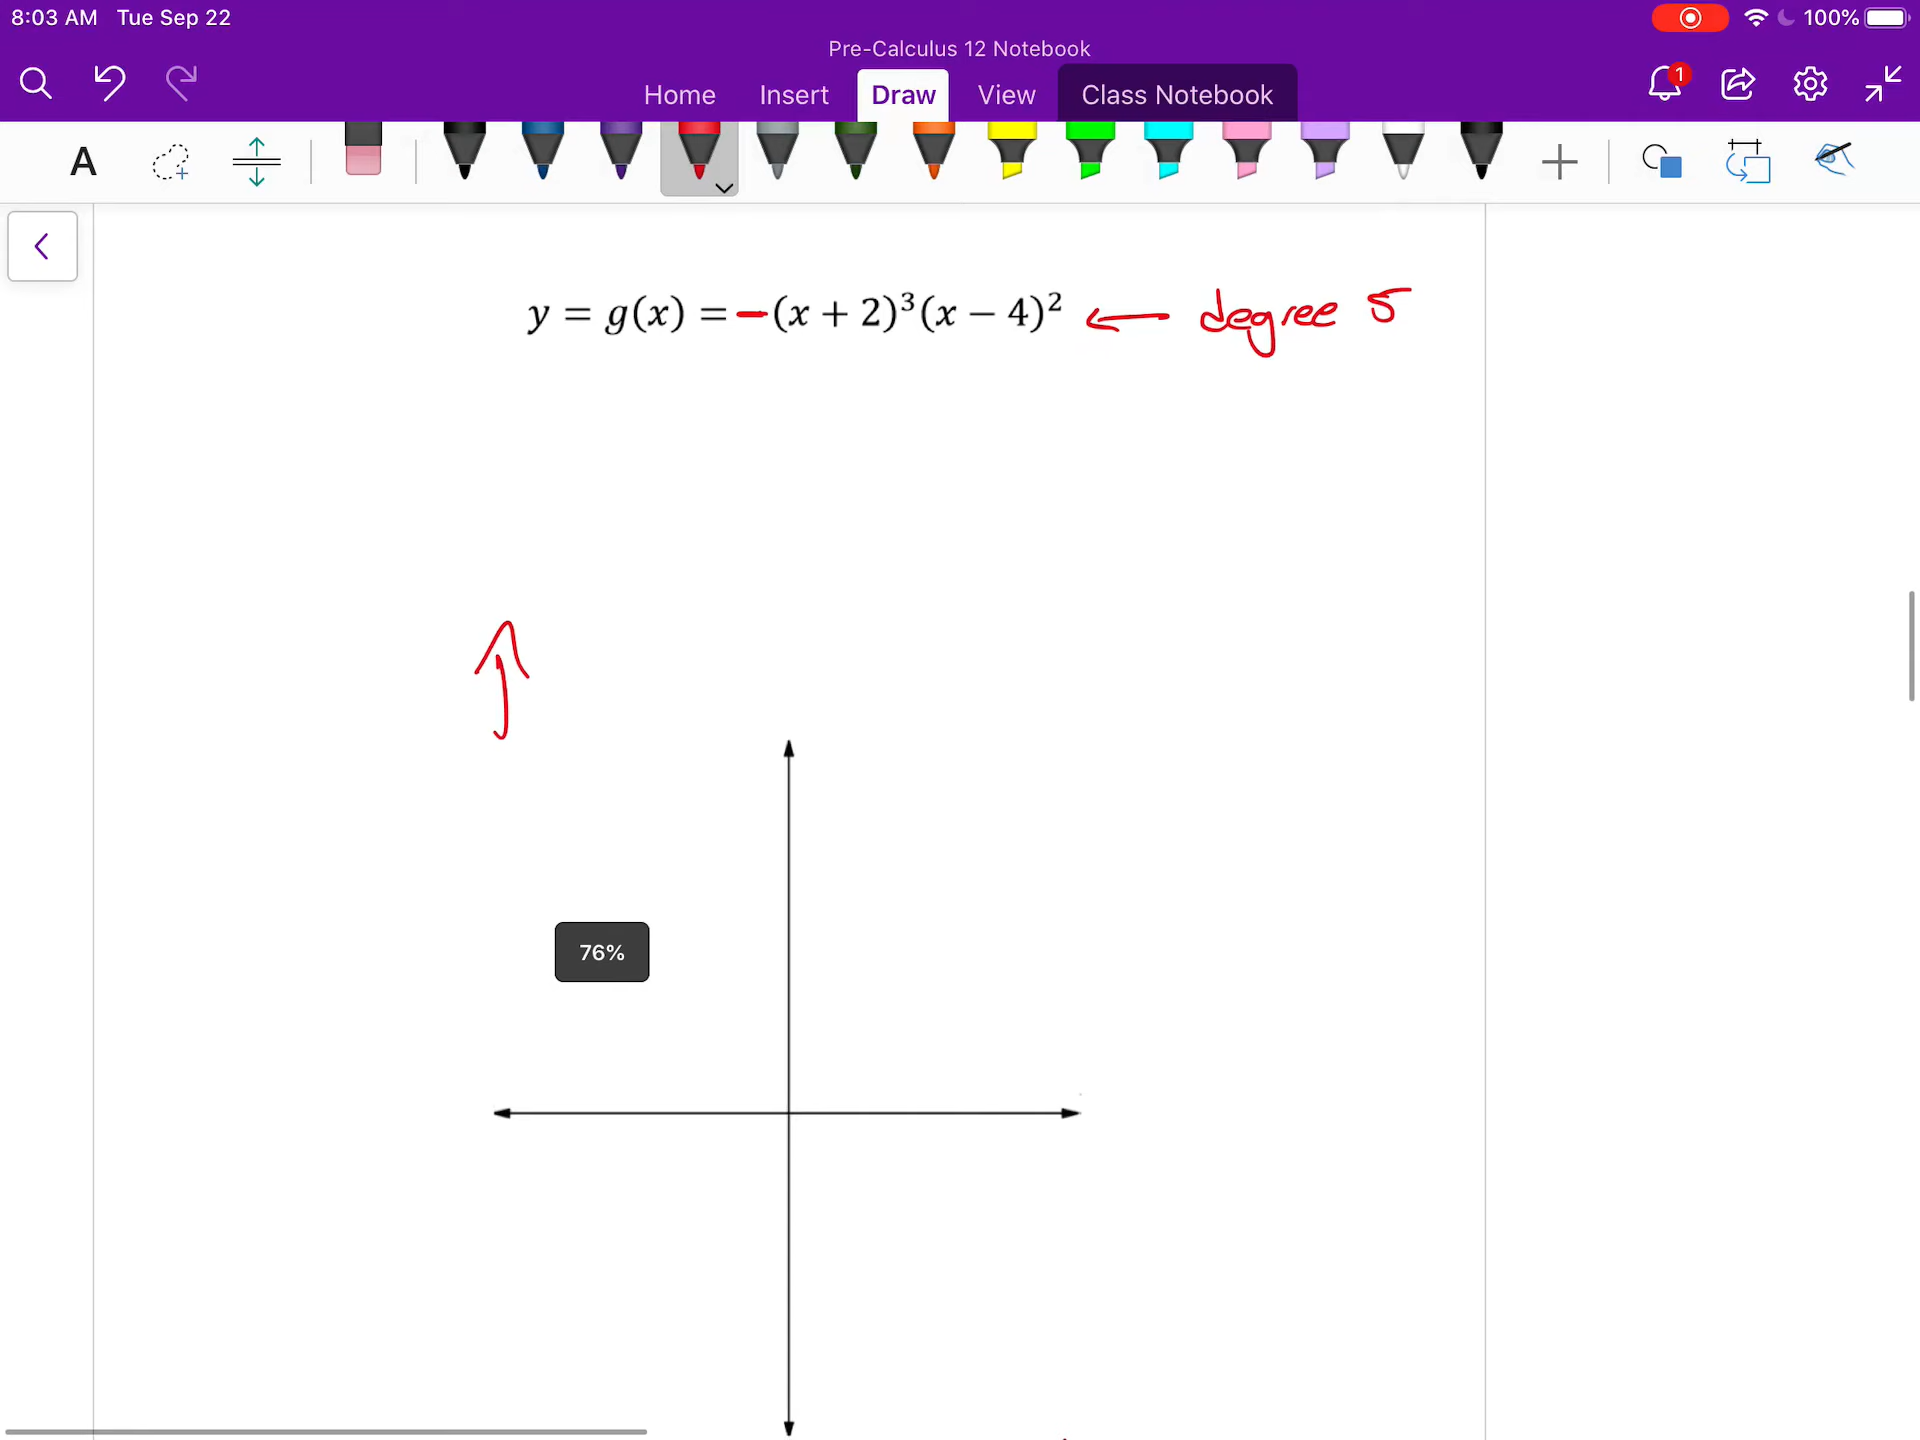 8:03 AM Tue Sep 22
100%
Pre-Calculus 12 Notebook
Home Insert Draw View Class Notebook
1
A
y = g(x) = −(x + 2)³(x − 4)² ← degree 5
76%